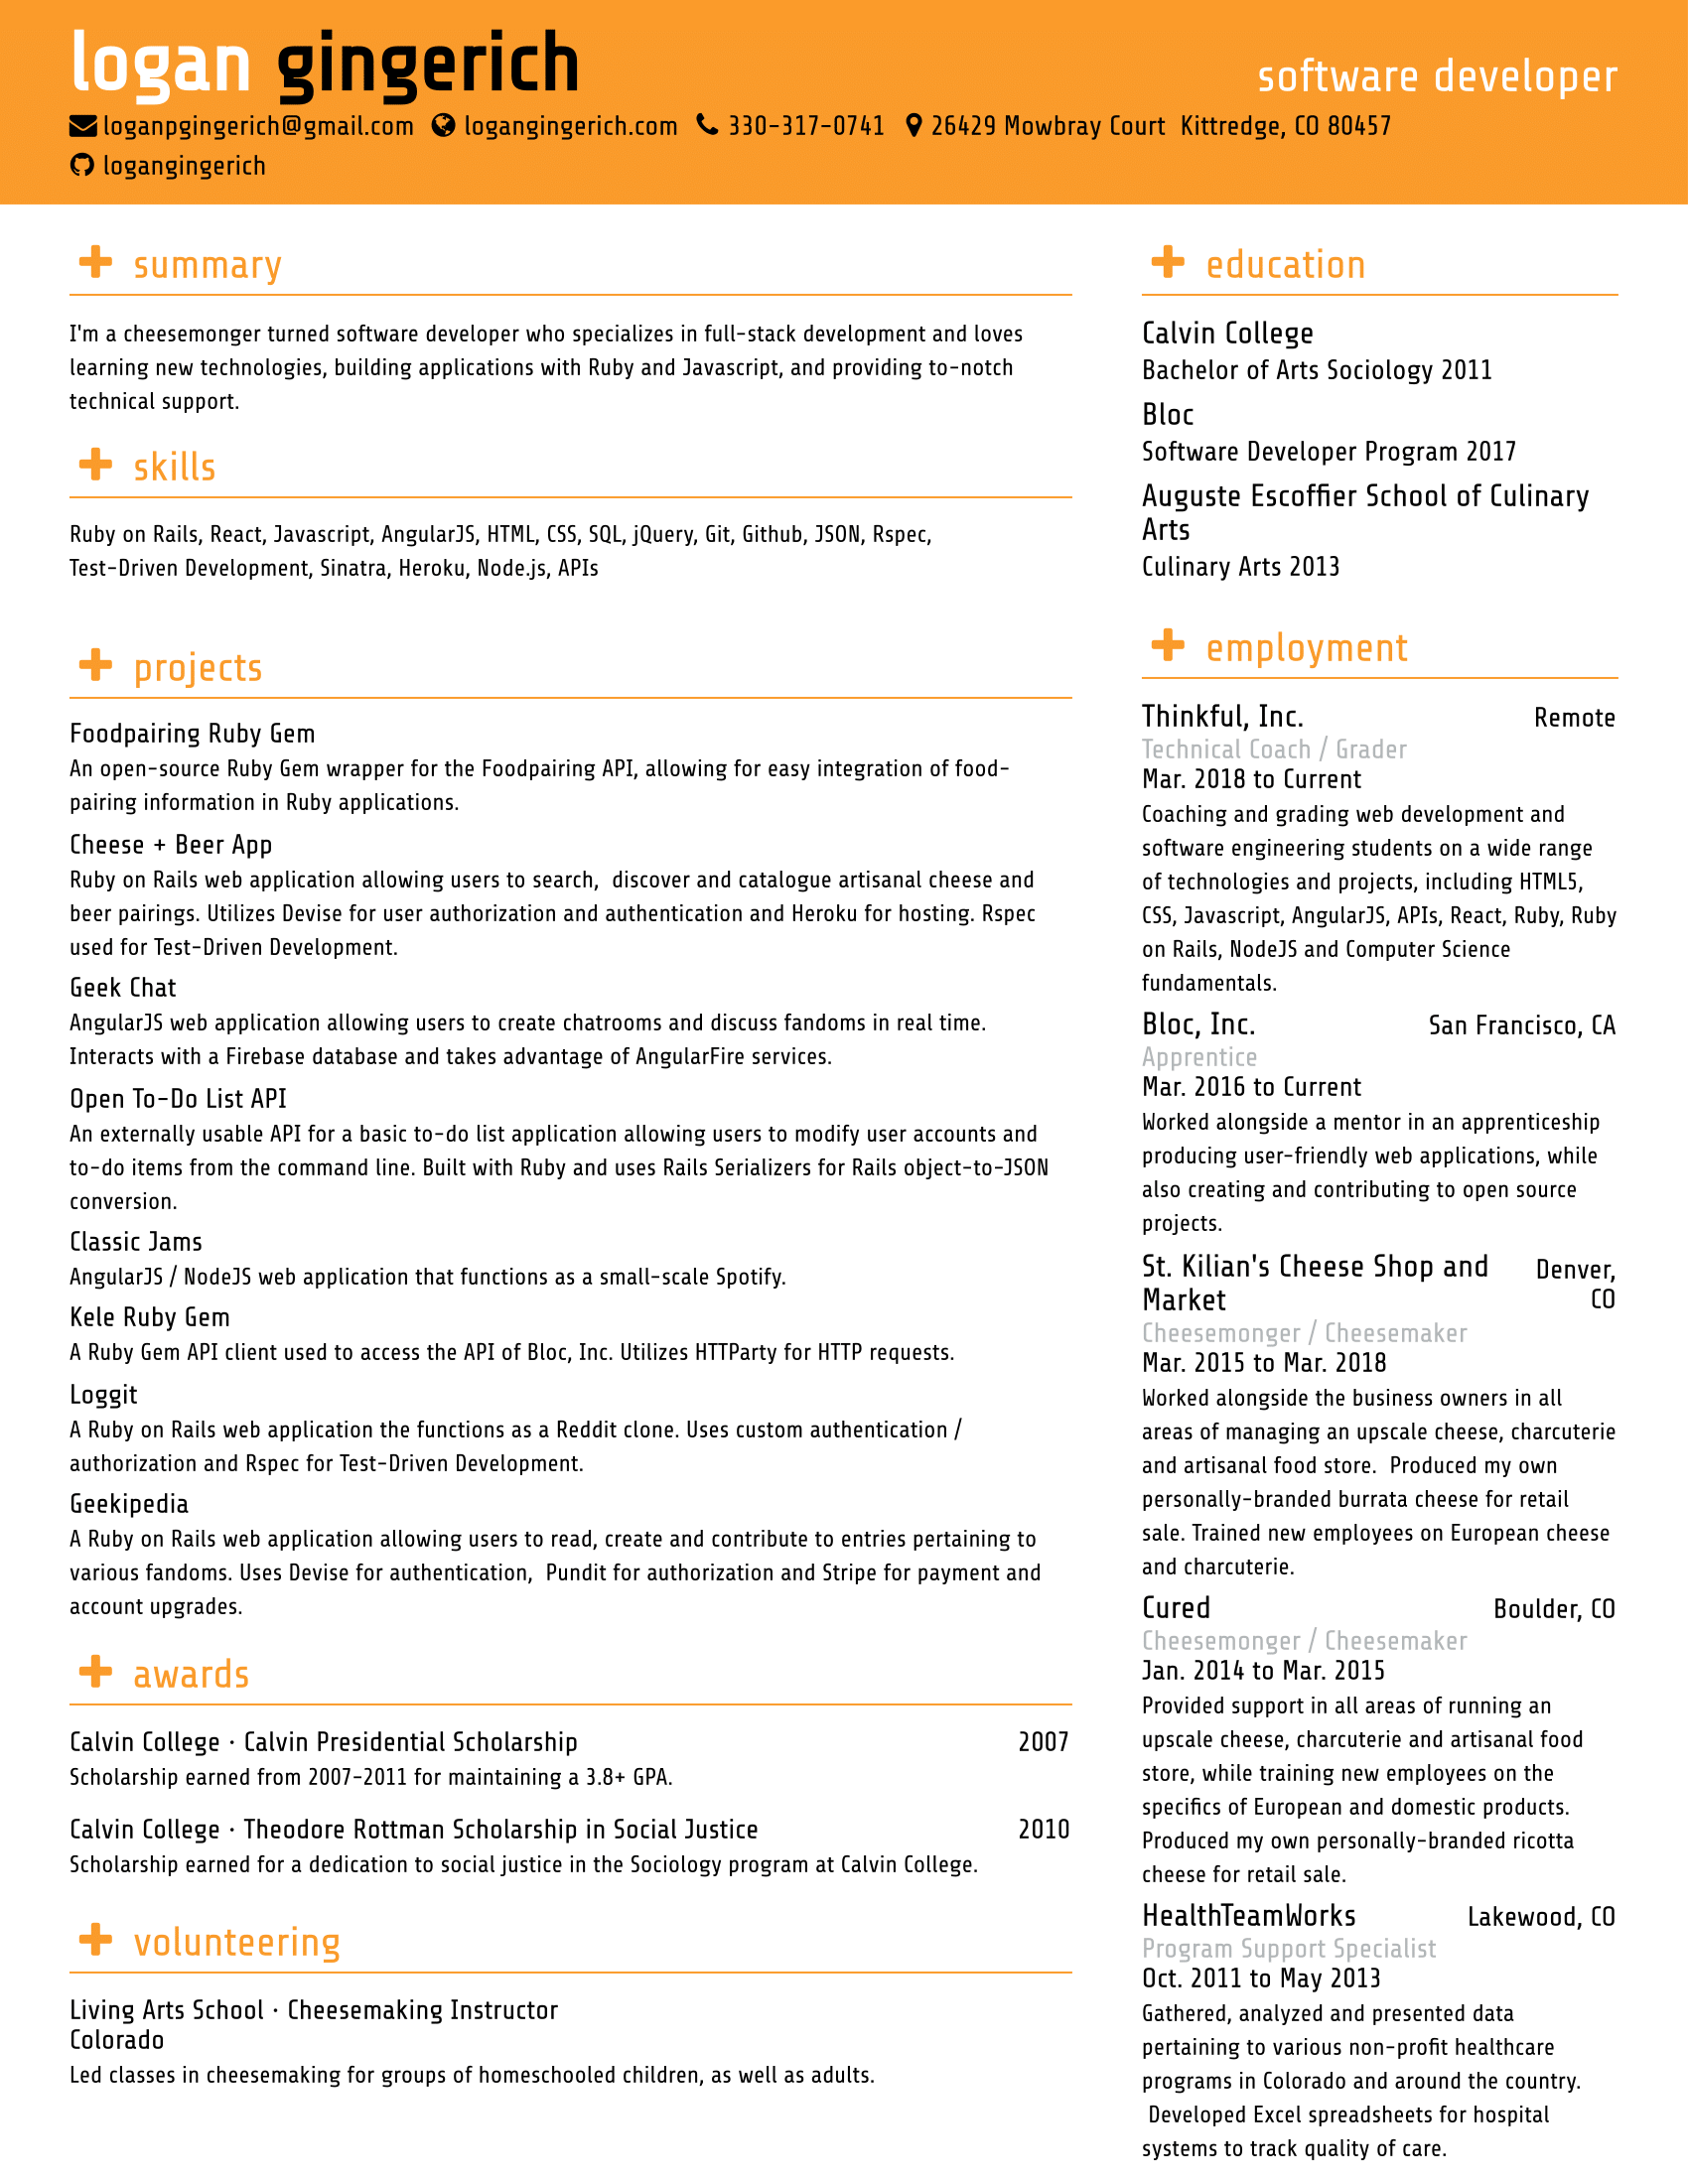 logan gingerich
software developer
loganpgingerich@gmail.com logangingerich.com 330-317-0741 26429 Mowbray Court  Kittredge, CO 80457
logangingerich
summary
I'm a cheesemonger turned software developer who specializes in full-stack development and loves
learning new technologies, building applications with Ruby and Javascript, and providing to-notch
technical support.
skills
Ruby on Rails, React, Javascript, AngularJS, HTML, CSS, SQL, jQuery, Git, Github, JSON, Rspec,
Test-Driven Development, Sinatra, Heroku, Node.js, APIs
projects
Foodpairing Ruby Gem
An open-source Ruby Gem wrapper for the Foodpairing API, allowing for easy integration of food-
pairing information in Ruby applications.
Cheese + Beer App
Ruby on Rails web application allowing users to search,  discover and catalogue artisanal cheese and
beer pairings. Utilizes Devise for user authorization and authentication and Heroku for hosting. Rspec
used for Test-Driven Development.
Geek Chat
AngularJS web application allowing users to create chatrooms and discuss fandoms in real time.
Interacts with a Firebase database and takes advantage of AngularFire services.
Open To-Do List API
An externally usable API for a basic to-do list application allowing users to modify user accounts and
to-do items from the command line. Built with Ruby and uses Rails Serializers for Rails object-to-JSON
conversion.
Classic Jams
AngularJS / NodeJS web application that functions as a small-scale Spotify.
Kele Ruby Gem
A Ruby Gem API client used to access the API of Bloc, Inc. Utilizes HTTParty for HTTP requests.
Loggit
A Ruby on Rails web application the functions as a Reddit clone. Uses custom authentication /
authorization and Rspec for Test-Driven Development.
Geekipedia
A Ruby on Rails web application allowing users to read, create and contribute to entries pertaining to
various fandoms. Uses Devise for authentication,  Pundit for authorization and Stripe for payment and
account upgrades.
awards
Calvin College · Calvin Presidential Scholarship 2007
Scholarship earned from 2007-2011 for maintaining a 3.8+ GPA.
Calvin College · Theodore Rottman Scholarship in Social Justice 2010
Scholarship earned for a dedication to social justice in the Sociology program at Calvin College.
volunteering
Living Arts School · Cheesemaking Instructor
Colorado
Led classes in cheesemaking for groups of homeschooled children, as well as adults.
education
Calvin College
Bachelor of Arts Sociology 2011
Bloc
Software Developer Program 2017
Auguste Escoffier School of Culinary
Arts
Culinary Arts 2013
employment
Thinkful, Inc. Remote
Technical Coach / Grader
Mar. 2018 to Current
Coaching and grading web development and
software engineering students on a wide range
of technologies and projects, including HTML5,
CSS, Javascript, AngularJS, APIs, React, Ruby, Ruby
on Rails, NodeJS and Computer Science
fundamentals.
Bloc, Inc. San Francisco, CA
Apprentice
Mar. 2016 to Current
Worked alongside a mentor in an apprenticeship
producing user-friendly web applications, while
also creating and contributing to open source
projects.
St. Kilian's Cheese Shop and Denver,
Market CO
Cheesemonger / Cheesemaker
Mar. 2015 to Mar. 2018
Worked alongside the business owners in all
areas of managing an upscale cheese, charcuterie
and artisanal food store.  Produced my own
personally-branded burrata cheese for retail
sale. Trained new employees on European cheese
and charcuterie.
Cured Boulder, CO
Cheesemonger / Cheesemaker
Jan. 2014 to Mar. 2015
Provided support in all areas of running an
upscale cheese, charcuterie and artisanal food
store, while training new employees on the
specifics of European and domestic products.
Produced my own personally-branded ricotta
cheese for retail sale.
HealthTeamWorks Lakewood, CO
Program Support Specialist
Oct. 2011 to May 2013
Gathered, analyzed and presented data
pertaining to various non-profit healthcare
programs in Colorado and around the country.
Developed Excel spreadsheets for hospital
systems to track quality of care.